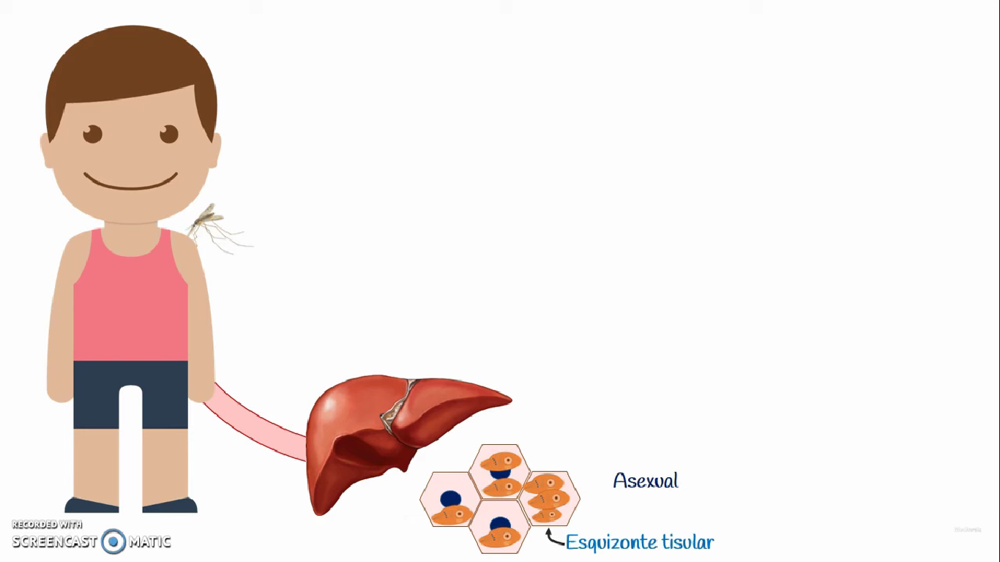 Asexual
Esquizonte tisular
RECORDED WITH
SCREENCAST MATIC